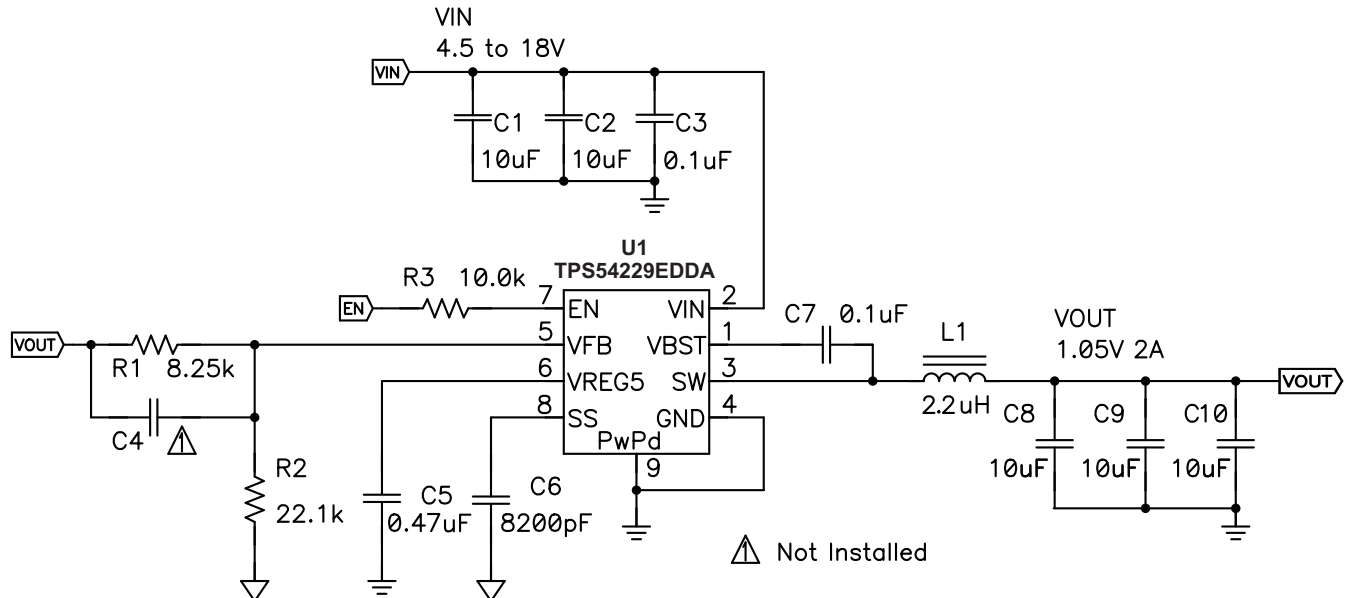 VIN
4.5 to 18V
VIN
C1
10uF
C2
10uF
C3
0.1uF
U1
TPS54229EDDA
R3 10.0k
EN
7
EN
VIN
2
VOUT
R1 8.25k
5
VFB
VBST
1
C7 0.1uF
6
VREG5
SW
3
L1
2.2uH
VOUT
1.05V 2A
VOUT
8
SS
GND
4
PwPd
9
C4
1
R2
22.1k
C5
0.47uF
C6
8200pF
C8
10uF
C9
10uF
C10
10uF
1 Not Installed